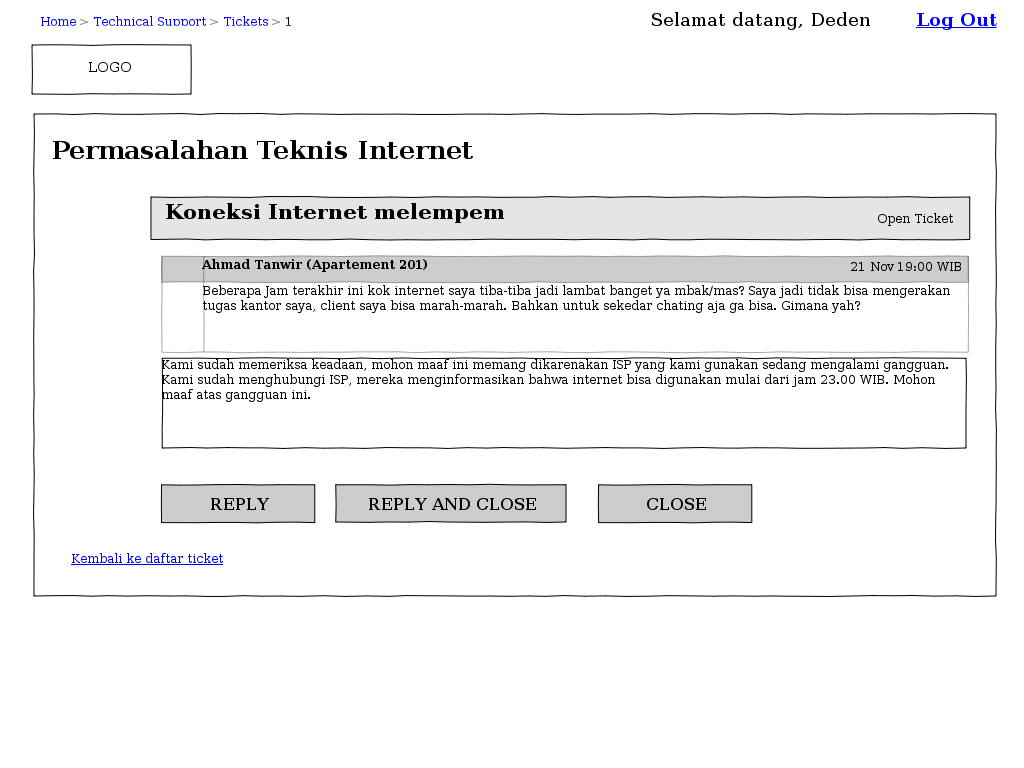 Home > Technical Support > Tickets > 1
Selamat datang, Deden
Log Out
LOGO
Permasalahan Teknis Internet
Koneksi Internet melempem
Open Ticket
Ahmad Tanwir (Apartement 201)
21 Nov 19:00 WIB
Beberapa Jam terakhir ini kok internet saya tiba-tiba jadi lambat banget ya mbak/mas? Saya jadi tidak bisa mengerakan
tugas kantor saya, client saya bisa marah-marah. Bahkan untuk sekedar chating aja ga bisa. Gimana yah?
Kami sudah memeriksa keadaan, mohon maaf ini memang dikarenakan ISP yang kami gunakan sedang mengalami gangguan.
Kami sudah menghubungi ISP, mereka menginformasikan bahwa internet bisa digunakan mulai dari jam 23.00 WIB. Mohon
maaf atas gangguan ini.
REPLY
REPLY AND CLOSE
CLOSE
Kembali ke daftar ticket